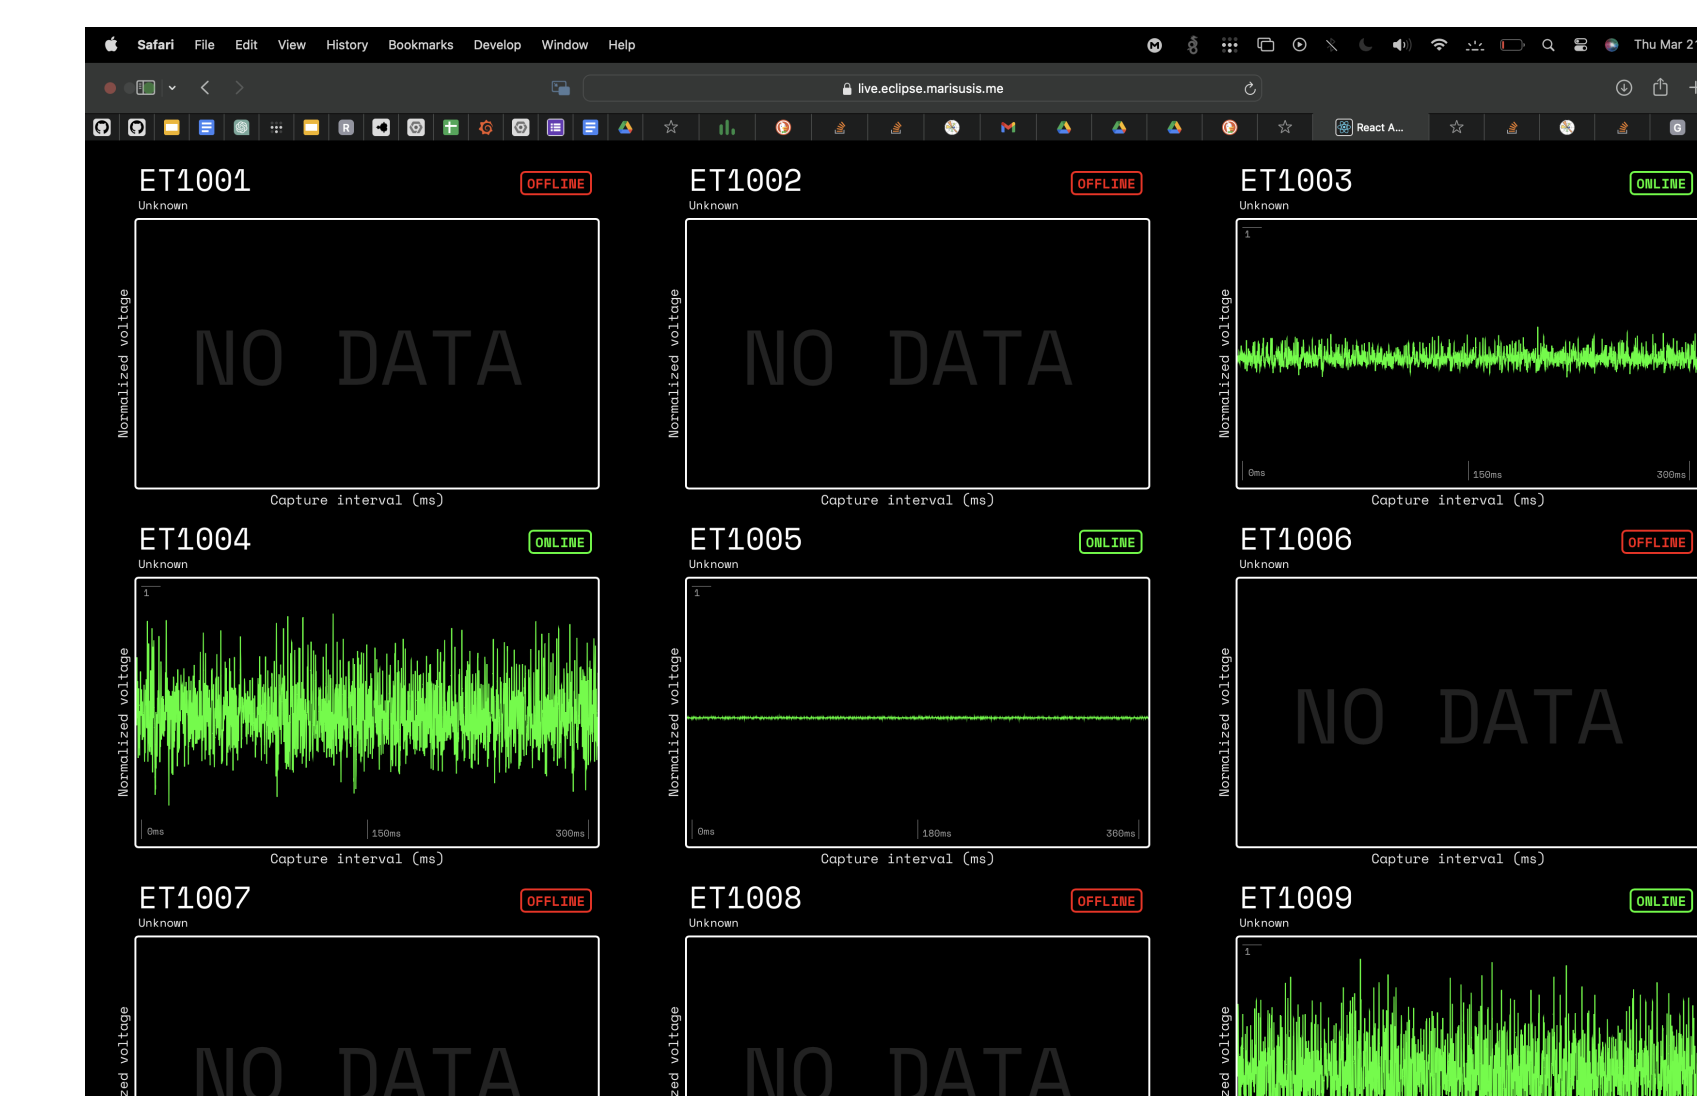 Safari File Edit View History Bookmarks Develop Window Help Thu Mar 21
live.eclipse.marisusis.me
React A...
ET1001 OFFLINE
Unknown
NO DATA
Normalized voltage
Capture interval (ms)
ET1002 OFFLINE
Unknown
NO DATA
Normalized voltage
Capture interval (ms)
ET1003 ONLINE
Unknown
1
Normalized voltage
0ms 150ms 300ms
Capture interval (ms)
ET1004 ONLINE
Unknown
1
Normalized voltage
0ms 150ms 300ms
Capture interval (ms)
ET1005 ONLINE
Unknown
1
Normalized voltage
0ms 180ms 360ms
Capture interval (ms)
ET1006 OFFLINE
Unknown
NO DATA
Normalized voltage
Capture interval (ms)
ET1007 OFFLINE
Unknown
NO DATA
zed voltage
ET1008 OFFLINE
Unknown
NO DATA
zed voltage
ET1009 ONLINE
Unknown
1
zed voltage